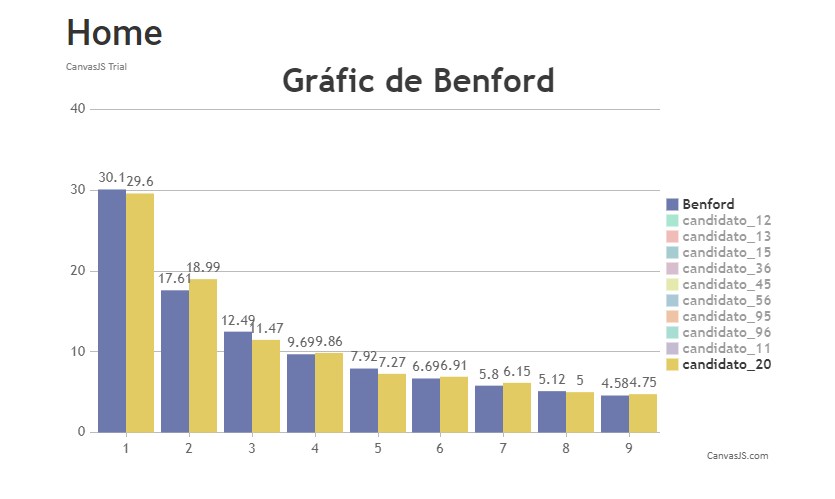 Home
CanvasJS Trial
Gráfic de Benford
40
30
20
10
0
30.1 29.6
17.61 18.99
12.49 11.47
9.69 9.86
7.92 7.27
6.69 6.91
5.8 6.15
5.12 5
4.58 4.75
1 2 3 4 5 6 7 8 9
Benford
candidato_12
candidato_13
candidato_15
candidato_36
candidato_45
candidato_56
candidato_95
candidato_96
candidato_11
candidato_20
CanvasJS.com